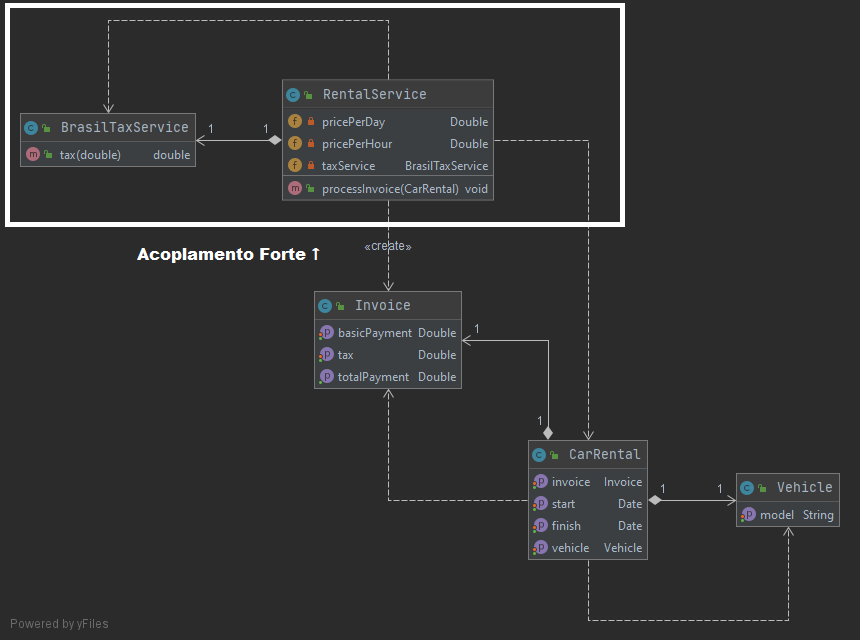 RentalService
pricePerDay Double
pricePerHour Double
taxService BrasilTaxService
processInvoice(CarRental) void
BrasilTaxService
tax(double) double
1
1
Acoplamento Forte ↑
«create»
Invoice
basicPayment Double
tax Double
totalPayment Double
1
1
CarRental
invoice Invoice
start Date
finish Date
vehicle Vehicle
1
1
Vehicle
model String
Powered by yFiles